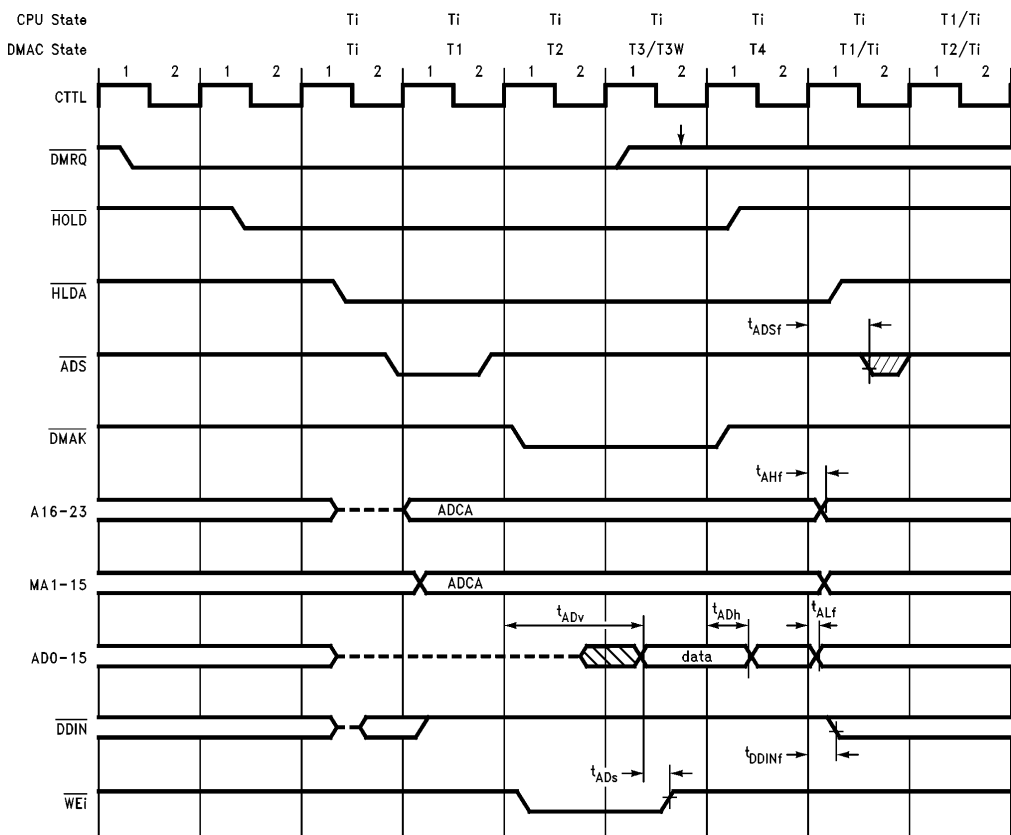 CPU State Ti Ti Ti Ti Ti Ti T1/Ti
DMAC State Ti T1 T2 T3/T3W T4 T1/Ti T2/Ti
1 2 1 2 1 2 1 2 1 2 1 2 1 2 1 2 1 2
CTTL
DMRQ
HOLD
HLDA
tADSf
ADS
DMAK
tAHf
A16-23 ADCA
MA1-15 ADCA
tADv tADh tALf
AD0-15 data
DDIN
tDDINf
tADs
WEi